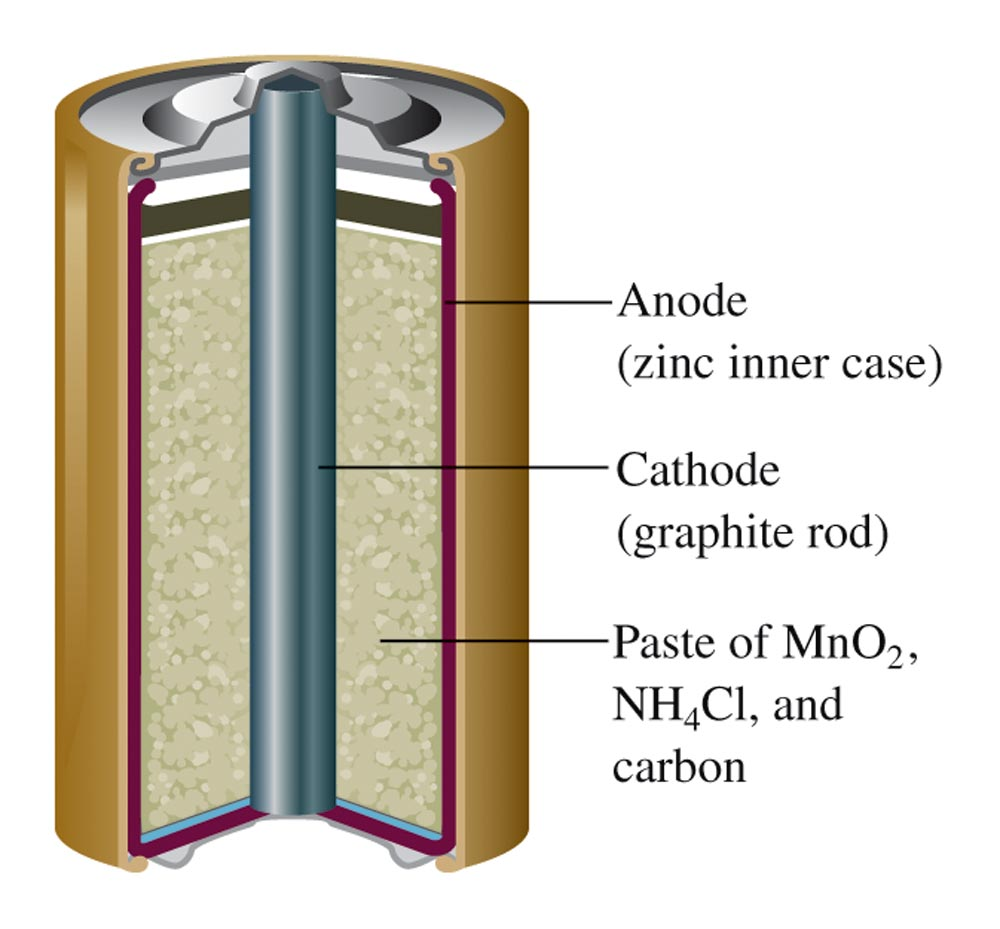 Anode
(zinc inner case)
Cathode
(graphite rod)
Paste of MnO₂,
NH₄Cl, and
carbon